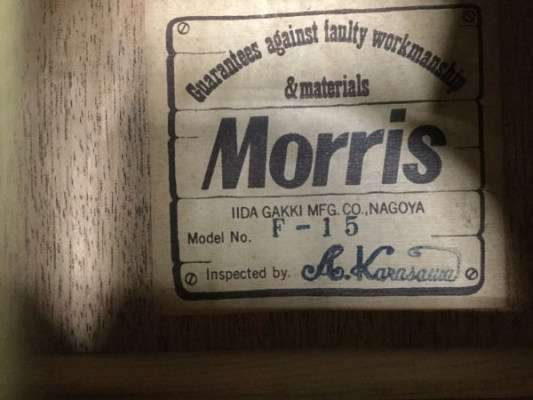 Guarantees against faulty workmanship
& materials
Morris
IIDA GAKKI MFG. CO., NAGOYA
Model No. F-15
Inspected by. A. Karasawa